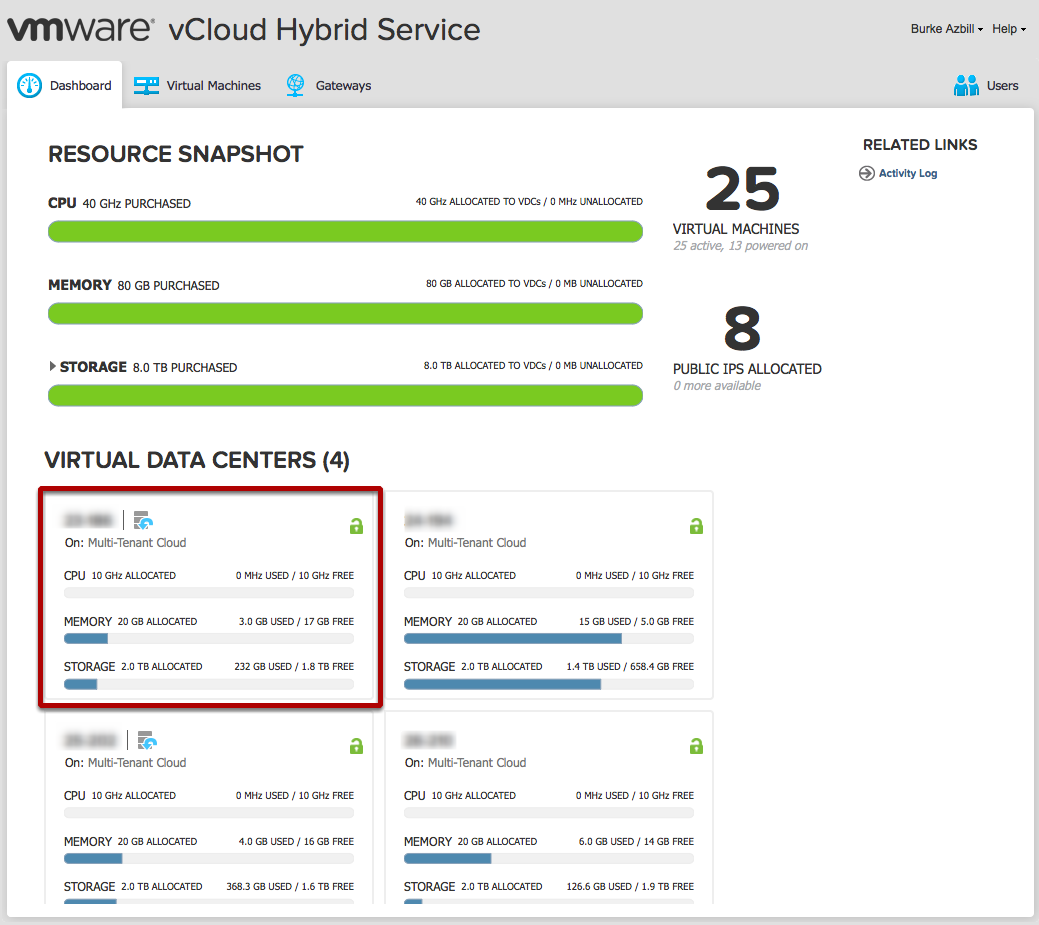 vmware® vCloud Hybrid Service
Burke Azbill Help
Dashboard Virtual Machines Gateways Users
RESOURCE SNAPSHOT
CPU 40 GHz PURCHASED 40 GHz ALLOCATED TO VDCs / 0 MHz UNALLOCATED
MEMORY 80 GB PURCHASED 80 GB ALLOCATED TO VDCs / 0 MB UNALLOCATED
STORAGE 8.0 TB PURCHASED 8.0 TB ALLOCATED TO VDCs / 0 MB UNALLOCATED
25
VIRTUAL MACHINES
25 active, 13 powered on
8
PUBLIC IPS ALLOCATED
0 more available
RELATED LINKS
Activity Log
VIRTUAL DATA CENTERS (4)
On: Multi-Tenant Cloud
CPU 10 GHz ALLOCATED 0 MHz USED / 10 GHz FREE
MEMORY 20 GB ALLOCATED 3.0 GB USED / 17 GB FREE
STORAGE 2.0 TB ALLOCATED 232 GB USED / 1.8 TB FREE
On: Multi-Tenant Cloud
CPU 10 GHz ALLOCATED 0 MHz USED / 10 GHz FREE
MEMORY 20 GB ALLOCATED 15 GB USED / 5.0 GB FREE
STORAGE 2.0 TB ALLOCATED 1.4 TB USED / 658.4 GB FREE
On: Multi-Tenant Cloud
CPU 10 GHz ALLOCATED 0 MHz USED / 10 GHz FREE
MEMORY 20 GB ALLOCATED 4.0 GB USED / 16 GB FREE
STORAGE 2.0 TB ALLOCATED 368.3 GB USED / 1.6 TB FREE
On: Multi-Tenant Cloud
CPU 10 GHz ALLOCATED 0 MHz USED / 10 GHz FREE
MEMORY 20 GB ALLOCATED 6.0 GB USED / 14 GB FREE
STORAGE 2.0 TB ALLOCATED 126.6 GB USED / 1.9 TB FREE